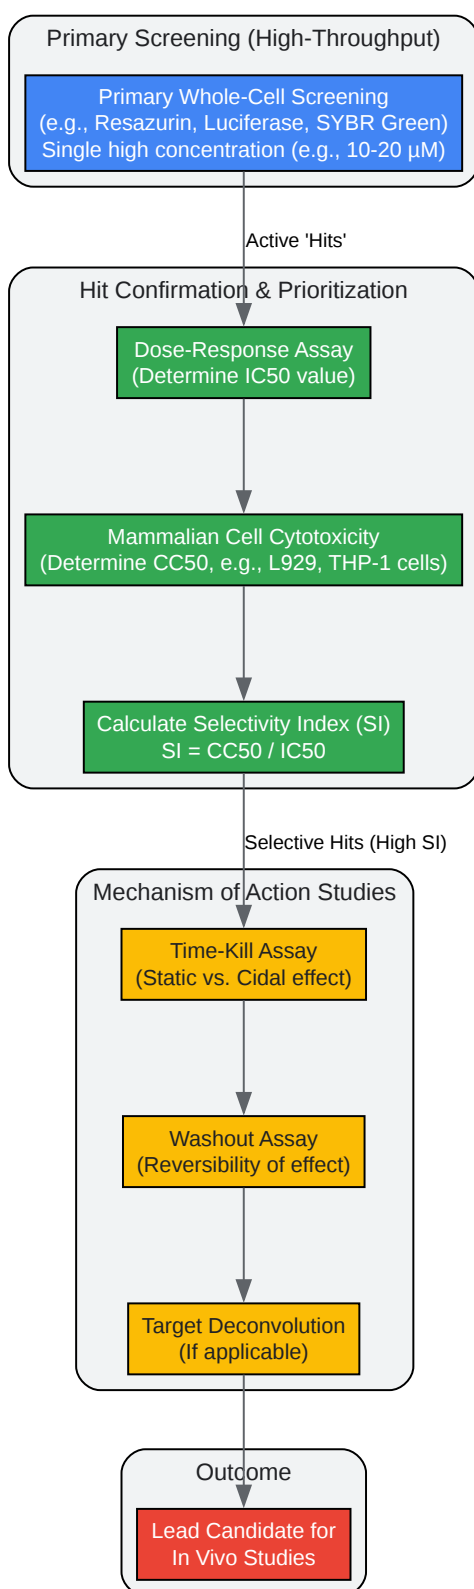 Primary Screening (High-Throughput)
Primary Whole-Cell Screening
(e.g., Resazurin, Luciferase, SYBR Green)
Single high concentration (e.g., 10-20 µM)
Active 'Hits'
Hit Confirmation & Prioritization
Dose-Response Assay
(Determine IC50 value)
Mammalian Cell Cytotoxicity
(Determine CC50, e.g., L929, THP-1 cells)
Calculate Selectivity Index (SI)
SI = CC50 / IC50
Selective Hits (High SI)
Mechanism of Action Studies
Time-Kill Assay
(Static vs. Cidal effect)
Washout Assay
(Reversibility of effect)
Target Deconvolution
(If applicable)
Outcome
Lead Candidate for
In Vivo Studies